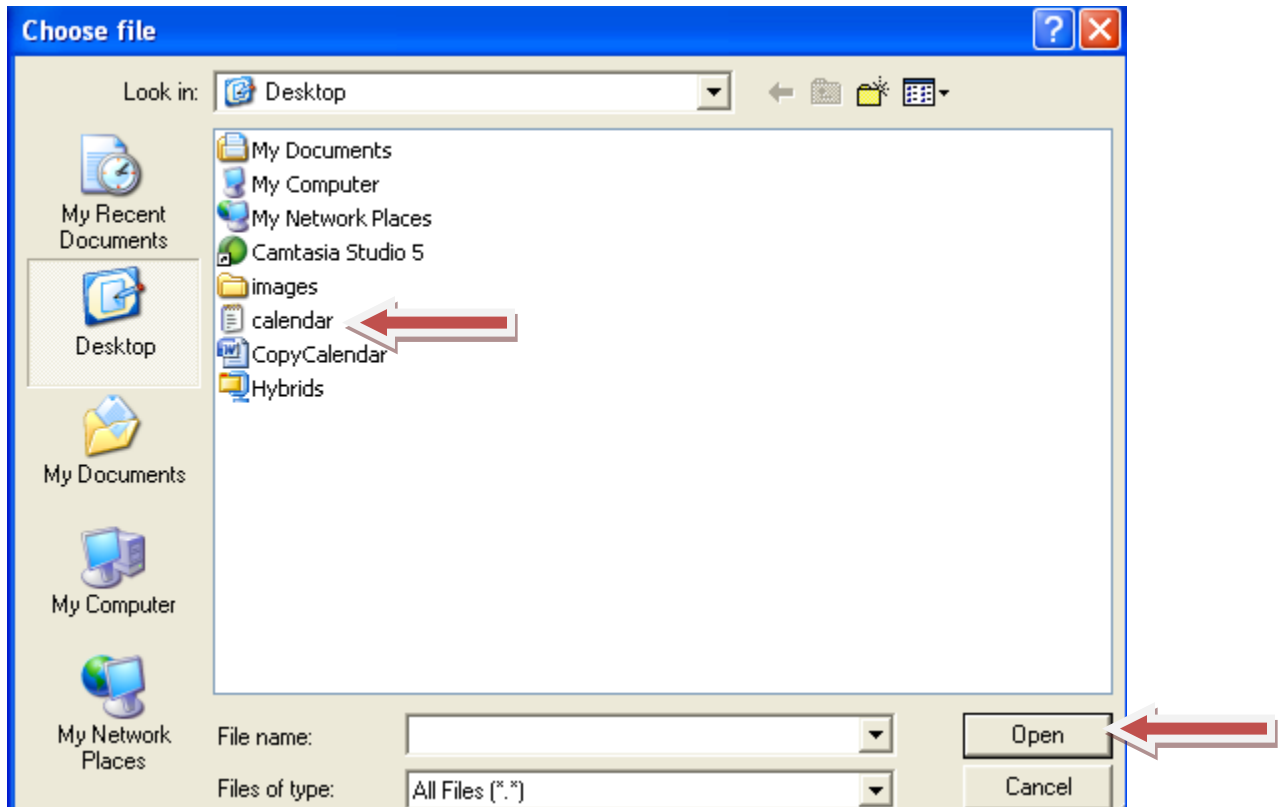 Choose file
Look in:
Desktop
My Documents
My Computer
My Network Places
Camtasia Studio 5
images
calendar
CopyCalendar
Hybrids
My Recent
Documents
Desktop
My Documents
My Computer
My Network
Places
File name:
Open
Files of type:
All Files (*.*)
Cancel